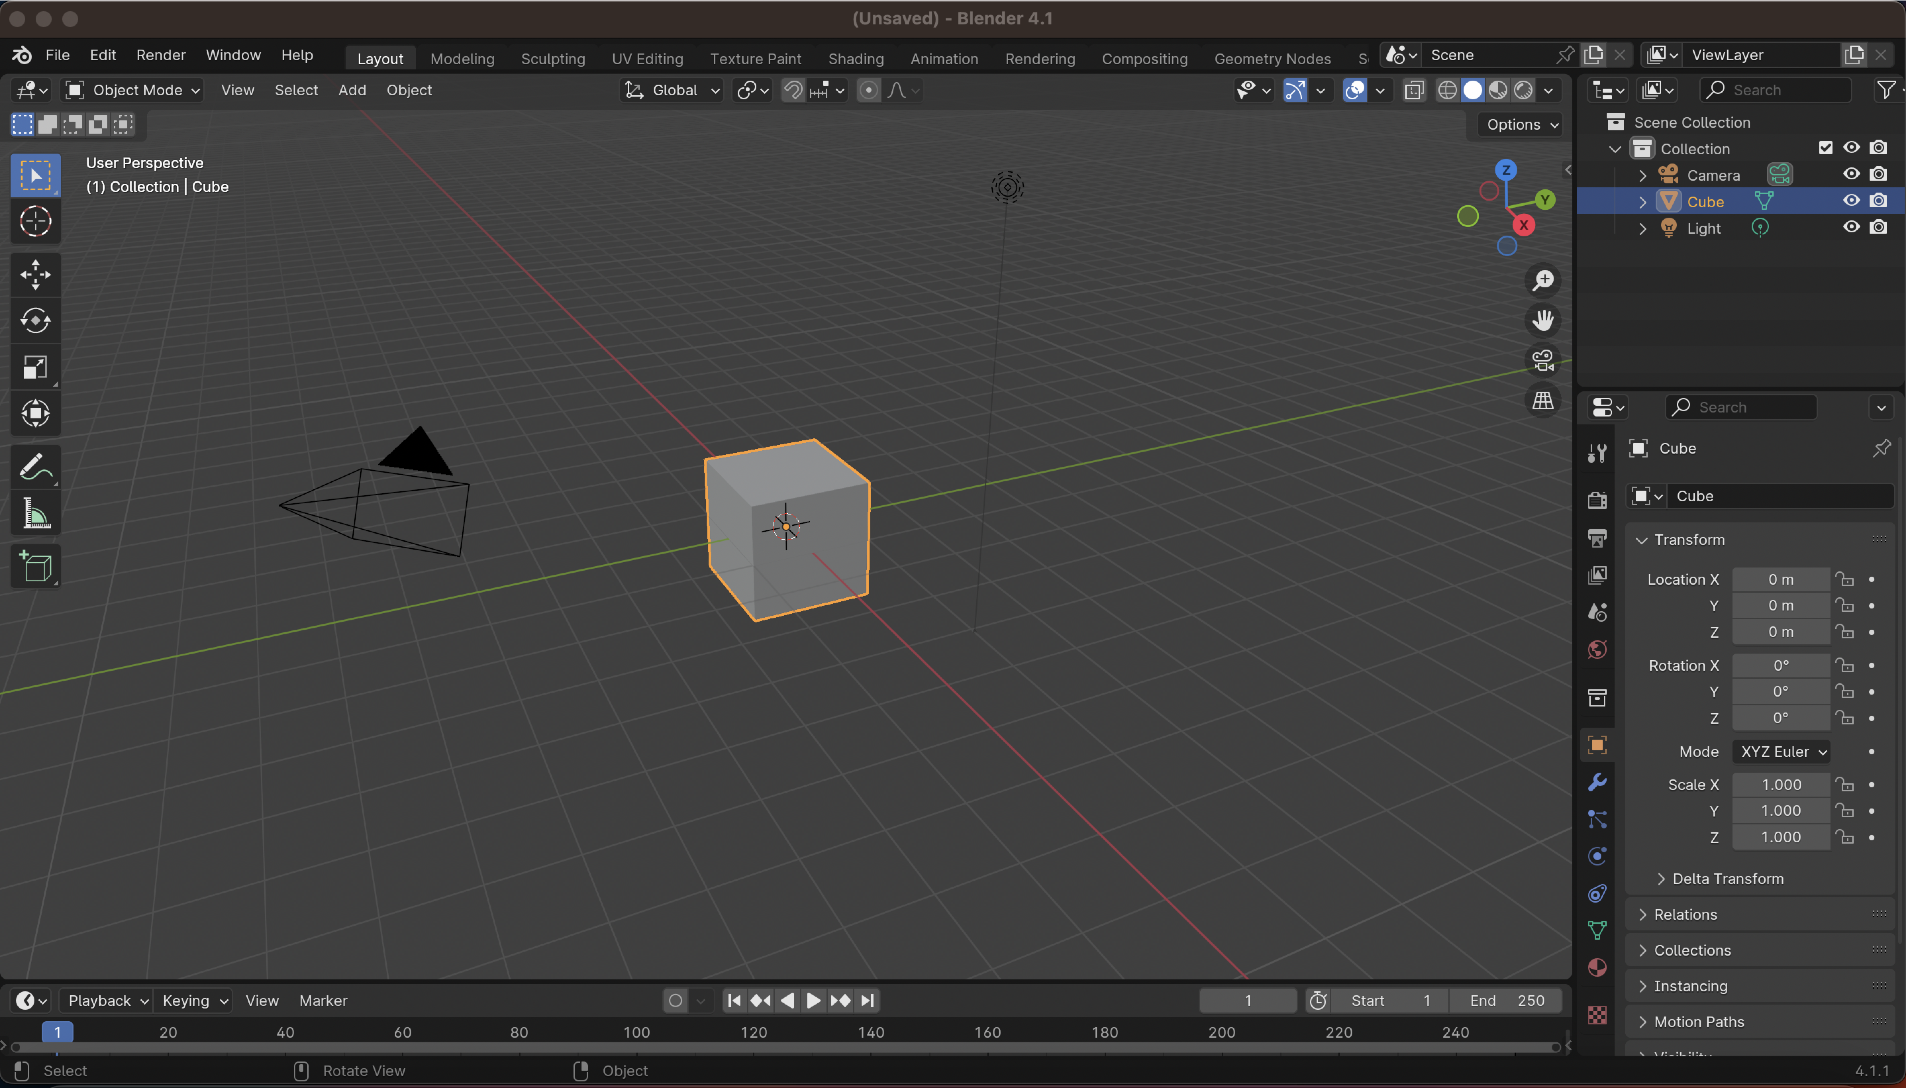 (Unsaved) - Blender 4.1
File Edit Render Window Help Layout Modeling Sculpting UV Editing Texture Paint Shading Animation Rendering Compositing Geometry Nodes Scene ViewLayer
Object Mode View Select Add Object Global Search
Options
User Perspective
(1) Collection | Cube
Z
Y
X
Scene Collection
Collection
Camera
Cube
Light
Search
Cube
Cube
Transform
Location X 0 m
Y 0 m
Z 0 m
Rotation X 0°
Y 0°
Z 0°
Mode XYZ Euler
Scale X 1.000
Y 1.000
Z 1.000
Delta Transform
Relations
Collections
Instancing
Motion Paths
Playback Keying View Marker 1 Start 1 End 250
1 20 40 60 80 100 120 140 160 180 200 220 240
Select Rotate View Object 4.1.1